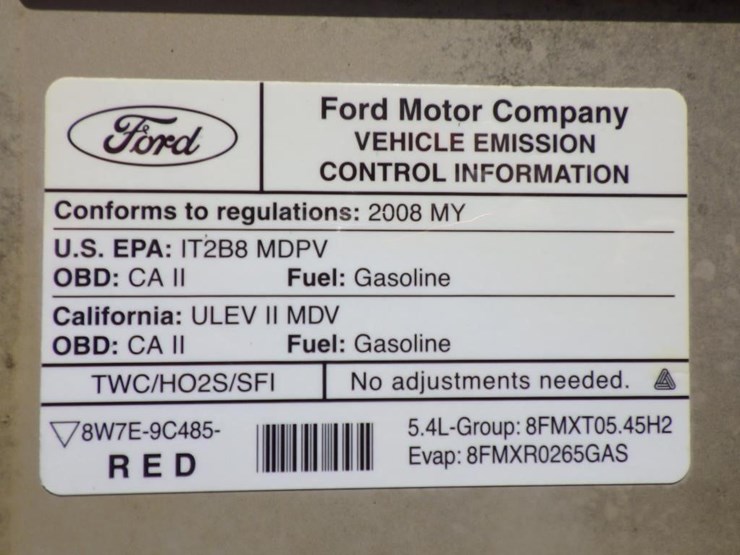 Ford
Ford Motor Company
VEHICLE EMISSION
CONTROL INFORMATION
Conforms to regulations: 2008 MY
U.S. EPA: IT2B8 MDPV
OBD: CA II Fuel: Gasoline
California: ULEV II MDV
OBD: CA II Fuel: Gasoline
TWC/HO2S/SFI No adjustments needed.
8W7E-9C485-
RED
5.4L-Group: 8FMXT05.45H2
Evap: 8FMXR0265GAS